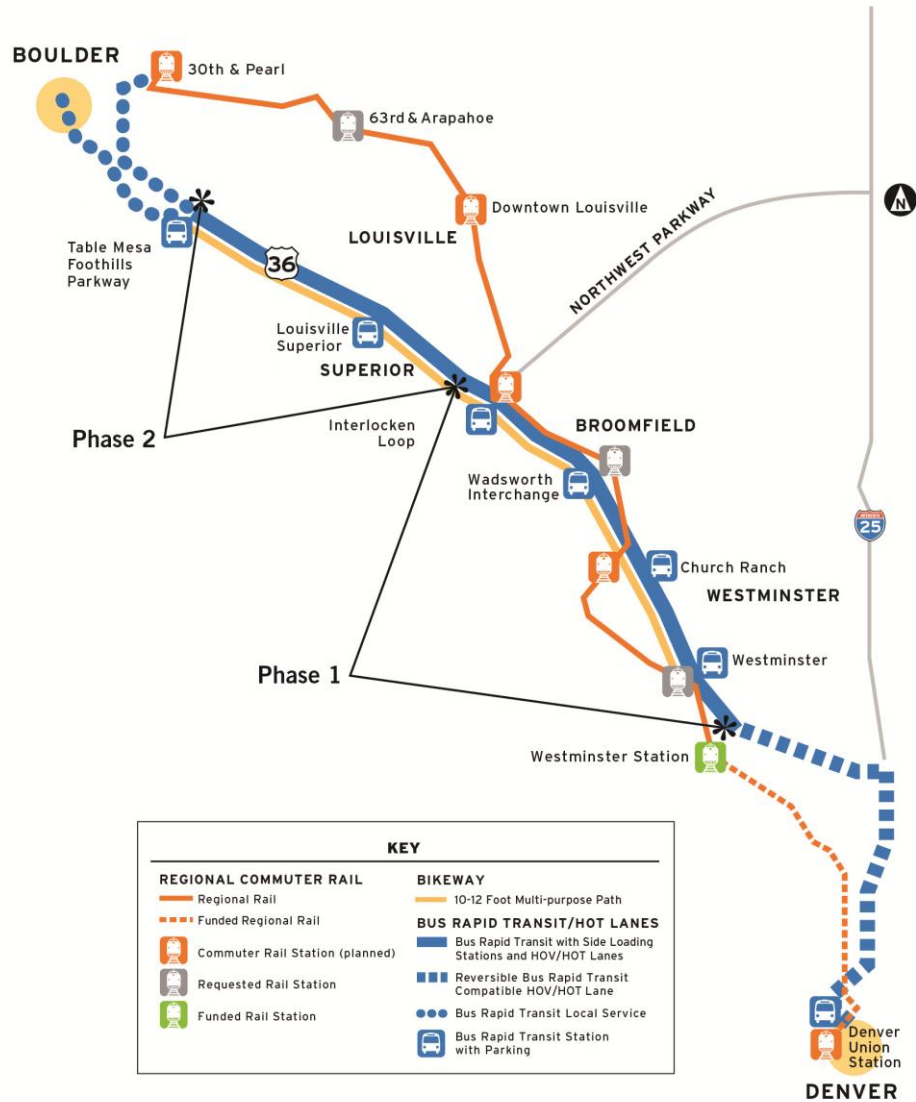 BOULDER
30th & Pearl
63rd & Arapahoe
Downtown Louisville
LOUISVILLE
N
NORTHWEST PARKWAY
Table Mesa
Foothills
Parkway
36
Louisville
Superior
SUPERIOR
Phase 2
Interlocken
Loop
BROOMFIELD
Wadsworth
Interchange
INTERSTATE
25
Church Ranch
WESTMINSTER
Phase 1
Westminster
Westminster Station
KEY
REGIONAL COMMUTER RAIL
Regional Rail
Funded Regional Rail
Commuter Rail Station (planned)
Requested Rail Station
Funded Rail Station
BIKEWAY
10-12 Foot Multi-purpose Path
BUS RAPID TRANSIT/HOT LANES
Bus Rapid Transit with Side Loading
Stations and HOV/HOT Lanes
Reversible Bus Rapid Transit
Compatible HOV/HOT Lane
Bus Rapid Transit Local Service
Bus Rapid Transit Station
with Parking
Denver
Union
Station
DENVER